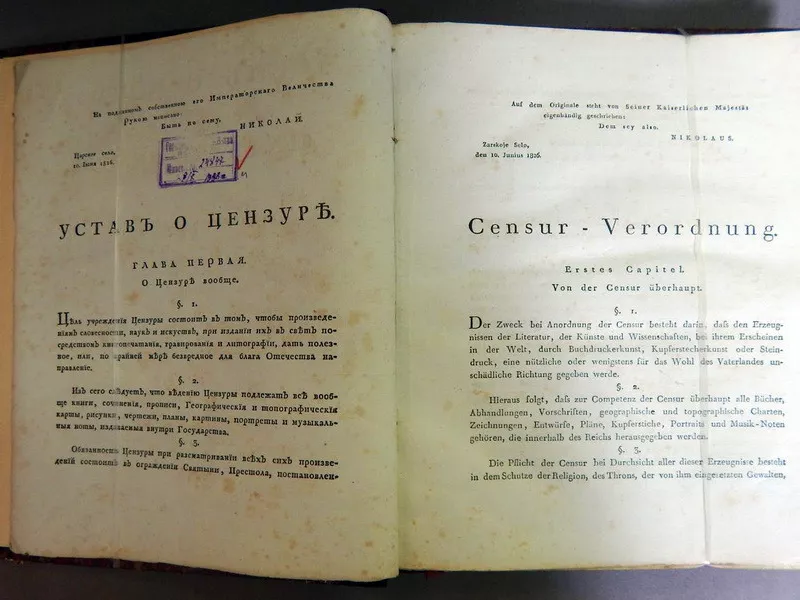 На подлинномъ собственною его Императорскаго Величества
рукою написано:
Быть по сему.
НИКОЛАЙ.
Царское село,
10. Іюня 1826.
УСТАВЪ О ЦЕНЗУРѢ.
ГЛАВА ПЕРВАЯ.
О Цензурѣ вообще.
§. 1.
Цѣль учрежденія Цензуры состоитъ въ томъ, чтобы произведе-
ніямъ словесности, наукъ и искуствъ, при изданіи ихъ въ свѣтъ по-
средствомъ книгопечатанія, гравированія и литографіи, дать полез-
ное, или, по крайней мѣрѣ безвредное для блага Отечества на-
правленіе.
§. 2.
Изъ сего слѣдуетъ, что вѣденію Цензуры подлежатъ всѣ вооб-
ще книги, сочиненія, прописи, Географическія и топографическія
карты, рисунки, чертежи, планы, картины, портреты и музыкаль-
ныя ноты, издаваемыя внутри Государства.
§. 3.
Обязанность Цензуры при разсматриваніи всѣхъ сихъ произве-
деній состоитъ въ огражденіи Святыни, Престола, постановлен-
Auf dem Originale steht von Seiner Kaiserlichen Majestät
eigenhändig geschrieben:
Dem sey also.
NIKOLAUS.
Zarskoje Selo,
den 10. Junius 1826.
Censur - Verordnung.
Erstes Capitel.
Von der Censur überhaupt.
§. 1.
Der Zweck bei Anordnung der Censur besteht darin, daſs den Erzeug-
nissen der Literatur, der Künste und Wissenschaften, bei ihrem Erscheinen
in der Welt, durch Buchdruckerkunst, Kupferstecherkunst oder Stein-
druck, eine nützliche oder wenigstens für das Wohl des Vaterlandes un-
schädliche Richtung gegeben werde.
§. 2.
Hieraus folgt, daſs zur Competenz der Censur überhaupt alle Bücher,
Abhandlungen, Vorschriften, geographische und topographische Charten,
Zeichnungen, Entwürfe, Pläne, Kupferstiche, Portraits und Musik-Noten
gehören, die innerhalb des Reichs herausgegeben werden.
§. 3.
Die Pflicht der Censur bei Durchsicht aller dieser Erzeugnisse besteht
in dem Schutze der Religion, des Throns, der von ihm eingesetzten Gewalten,